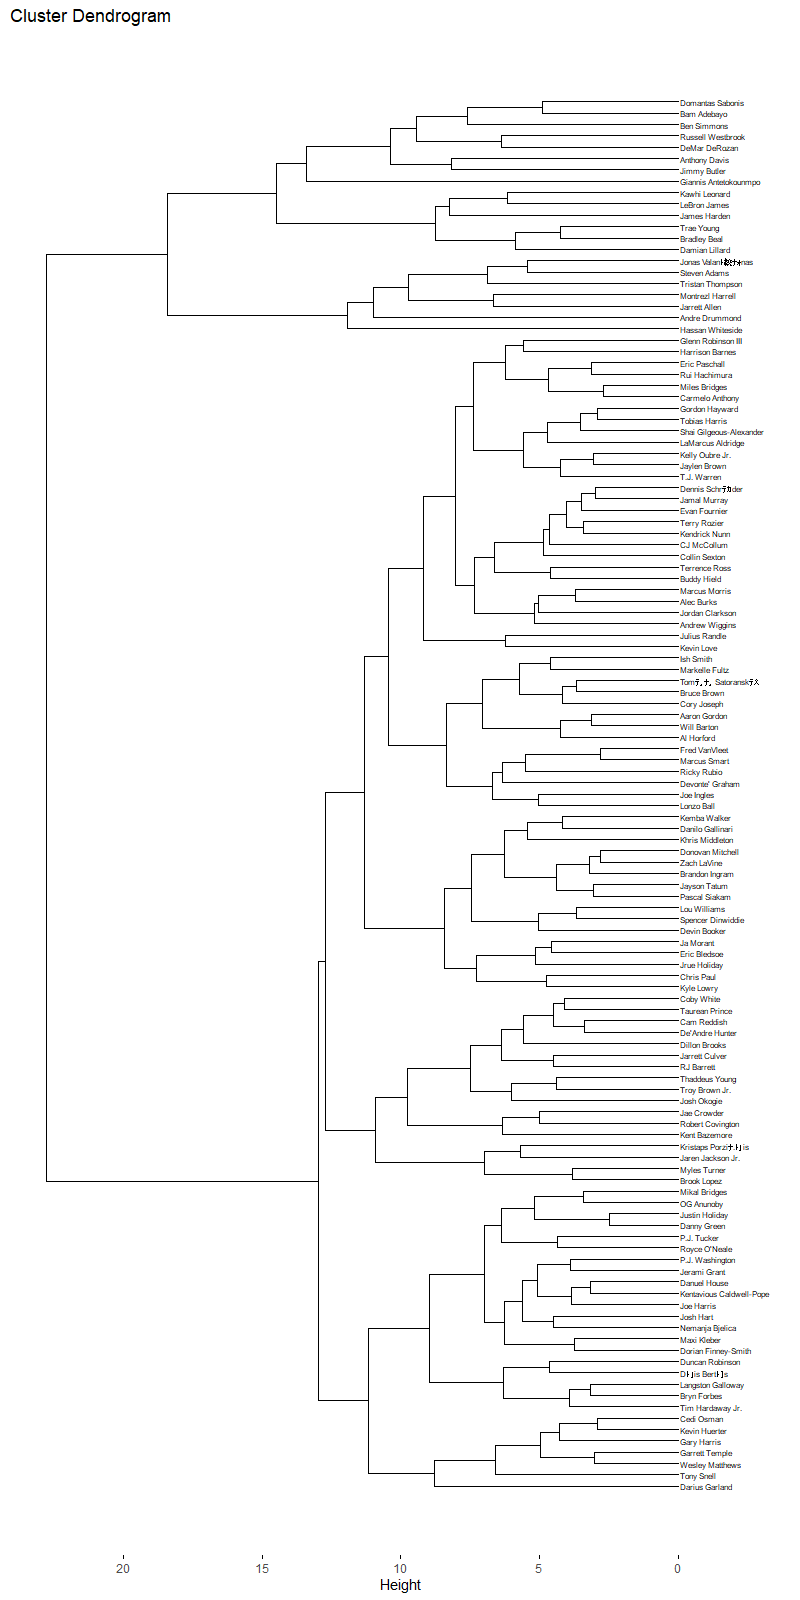 Cluster Dendrogram
Domantas Sabonis
Bam Adebayo
Ben Simmons
Russell Westbrook
DeMar DeRozan
Anthony Davis
Jimmy Butler
Giannis Antetokounmpo
Kawhi Leonard
LeBron James
James Harden
Trae Young
Bradley Beal
Damian Lillard
Jonas
Steven Adams
Tristan Thompson
Montrezl Harrell
Jarrett Allen
Andre Drummond
Hassan Whiteside
Glenn Robinson III
Harrison Barnes
Eric Paschall
Rui Hachimura
Miles Bridges
Carmelo Anthony
Gordon Hayward
Tobias Harris
Shai Gilgeous-Alexander
LaMarcus Aldridge
Kelly Oubre Jr.
Jaylen Brown
T.J. Warren
Dennis
Jamal Murray
Evan Fournier
Terry Rozier
Kendrick Nunn
CJ McCollum
Collin Sexton
Terrence Ross
Buddy Hield
Marcus Morris
Alec Burks
Jordan Clarkson
Andrew Wiggins
Julius Randle
Kevin Love
Ish Smith
Markelle Fultz
Bruce Brown
Cory Joseph
Aaron Gordon
Will Barton
Al Horford
Fred VanVleet
Marcus Smart
Ricky Rubio
Devonte' Graham
Joe Ingles
Lonzo Ball
Kemba Walker
Danilo Gallinari
Khris Middleton
Donovan Mitchell
Zach LaVine
Brandon Ingram
Jayson Tatum
Pascal Siakam
Lou Williams
Spencer Dinwiddie
Devin Booker
Ja Morant
Eric Bledsoe
Jrue Holiday
Chris Paul
Kyle Lowry
Coby White
Taurean Prince
Cam Reddish
De'Andre Hunter
Dillon Brooks
Jarrett Culver
RJ Barrett
Thaddeus Young
Troy Brown Jr.
Josh Okogie
Jae Crowder
Robert Covington
Kent Bazemore
Kristaps
Jaren Jackson Jr.
Myles Turner
Brook Lopez
Mikal Bridges
OG Anunoby
Justin Holiday
Danny Green
P.J. Tucker
Royce O'Neale
P.J. Washington
Jerami Grant
Danuel House
Kentavious Caldwell-Pope
Joe Harris
Josh Hart
Nemanja Bjelica
Maxi Kleber
Dorian Finney-Smith
Duncan Robinson
Langston Galloway
Bryn Forbes
Tim Hardaway Jr.
Cedi Osman
Kevin Huerter
Gary Harris
Garrett Temple
Wesley Matthews
Tony Snell
Darius Garland
20 15 10 5 0
Height